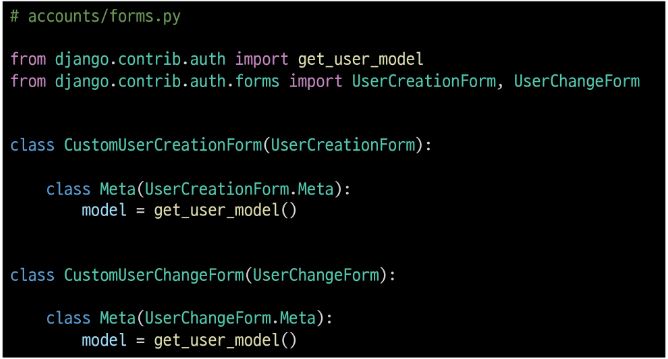 # accounts/forms.py
from django.contrib.auth import get_user_model
from django.contrib.auth.forms import UserCreationForm, UserChangeForm
class CustomUserCreationForm(UserCreationForm):
class Meta(UserCreationForm.Meta):
model = get_user_model()
class CustomUserChangeForm(UserChangeForm):
class Meta(UserChangeForm.Meta):
model = get_user_model()